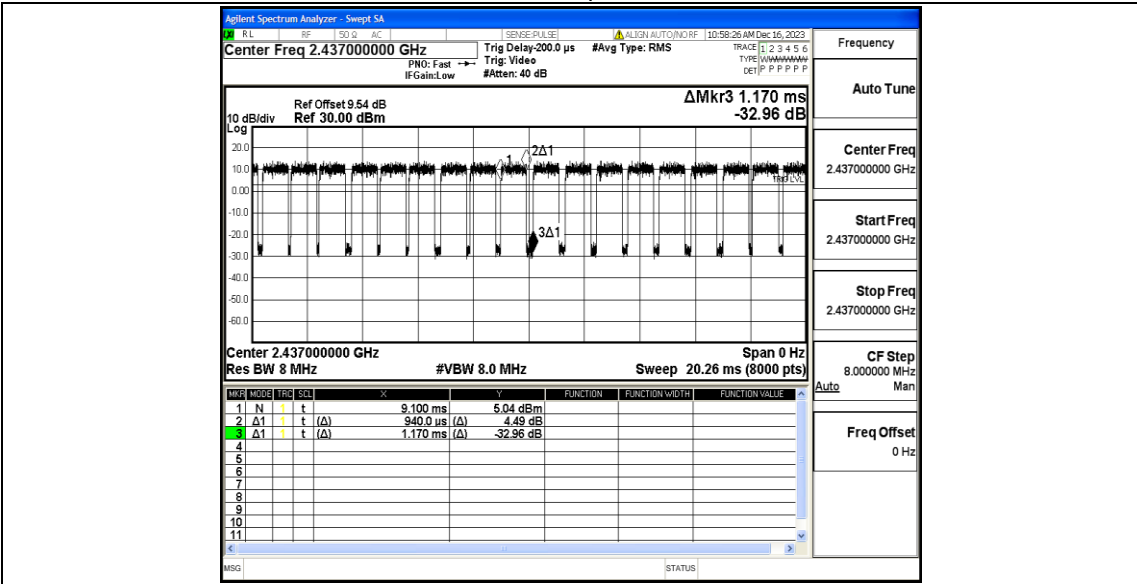 Agilent Spectrum Analyzer - Swept SA
RL RF 50 Ω AC SENSE:PULSE ALIGN AUTO/NO RF 10:58:26 AM Dec 16, 2023
Center Freq 2.437000000 GHz
Trig Delay-200.0 µs #Avg Type: RMS TRACE 1 2 3 4 5 6
PNO: Fast Trig: Video TYPE WWWWWW
IFGain:Low #Atten: 40 dB DET P P P P P P
Frequency
Auto Tune
ΔMkr3 1.170 ms
-32.96 dB
Ref Offset 9.54 dB
10 dB/div Ref 30.00 dBm
Log
20.0
10.0
0.00
-10.0
-20.0
-30.0
-40.0
-50.0
-60.0
1
2Δ1
3Δ1
TRIG LVL
Center 2.437000000 GHz Span 0 Hz
Res BW 8 MHz #VBW 8.0 MHz Sweep 20.26 ms (8000 pts)
Center Freq
2.437000000 GHz
Start Freq
2.437000000 GHz
Stop Freq
2.437000000 GHz
CF Step
8.000000 MHz
Auto Man
Freq Offset
0 Hz
MKR MODE TRC SCL X Y FUNCTION FUNCTION WIDTH FUNCTION VALUE
1 N 1 t 9.100 ms 5.04 dBm
2 Δ1 1 t (Δ) 940.0 µs (Δ) 4.49 dB
3 Δ1 1 t (Δ) 1.170 ms (Δ) -32.96 dB
4
5
6
7
8
9
10
11
MSG STATUS